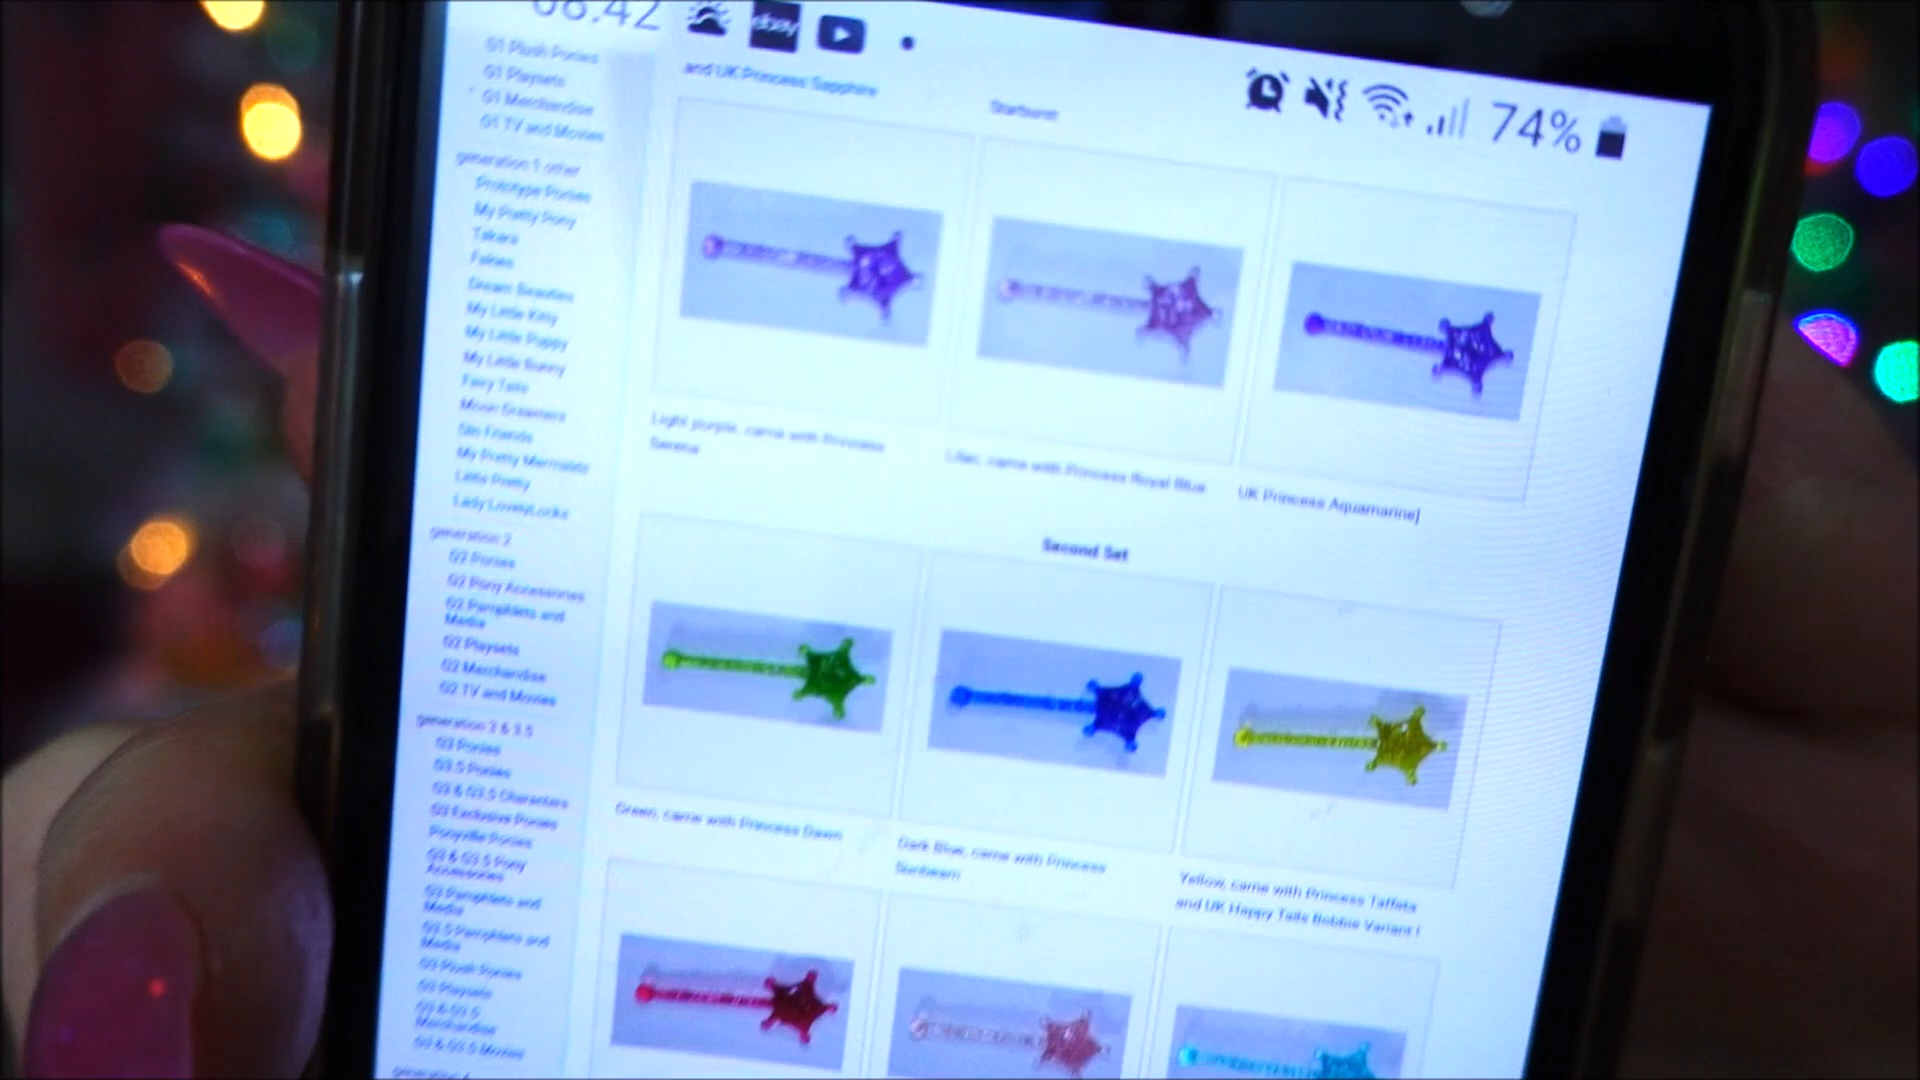 08:42
ebay
74%
G1 Plush Ponies
G1 Playsets
G1 Merchandise
G1 TV and Movies
generation 1 other
Prototype Ponies
My Pretty Pony
Takara
Fakies
Dream Beauties
My Little Kitty
My Little Puppy
My Little Bunny
Fairy Tails
Moon Dreamers
Glo Friends
My Pretty Mermaids
Little Pretty
Lady LovelyLocks
generation 2
G2 Ponies
G2 Pony Accessories
G2 Pamphlets and
Media
G2 Playsets
G2 Merchandise
G2 TV and Movies
generation 3 & 3.5
G3 Ponies
G3.5 Ponies
G3 & G3.5 Characters
G3 Exclusive Ponies
Ponyville Ponies
G3 & G3.5 Pony
Accessories
G3 Pamphlets and
Media
G3.5 Pamphlets and
Media
G3 Plush Ponies
G3 Playsets
G3 & G3.5
Merchandise
G3 & G3.5 Movies
and UK Princess Sapphire
Starburst
Light purple, came with Princess
Serena
Lilac, came with Princess Royal Blue
UK Princess Aquamarine]
Second Set
Green, came with Princess Dawn
Dark Blue, came with Princess
Sunbeam
Yellow, came with Princess Taffeta
and UK Happy Tails Bobbie Variant I